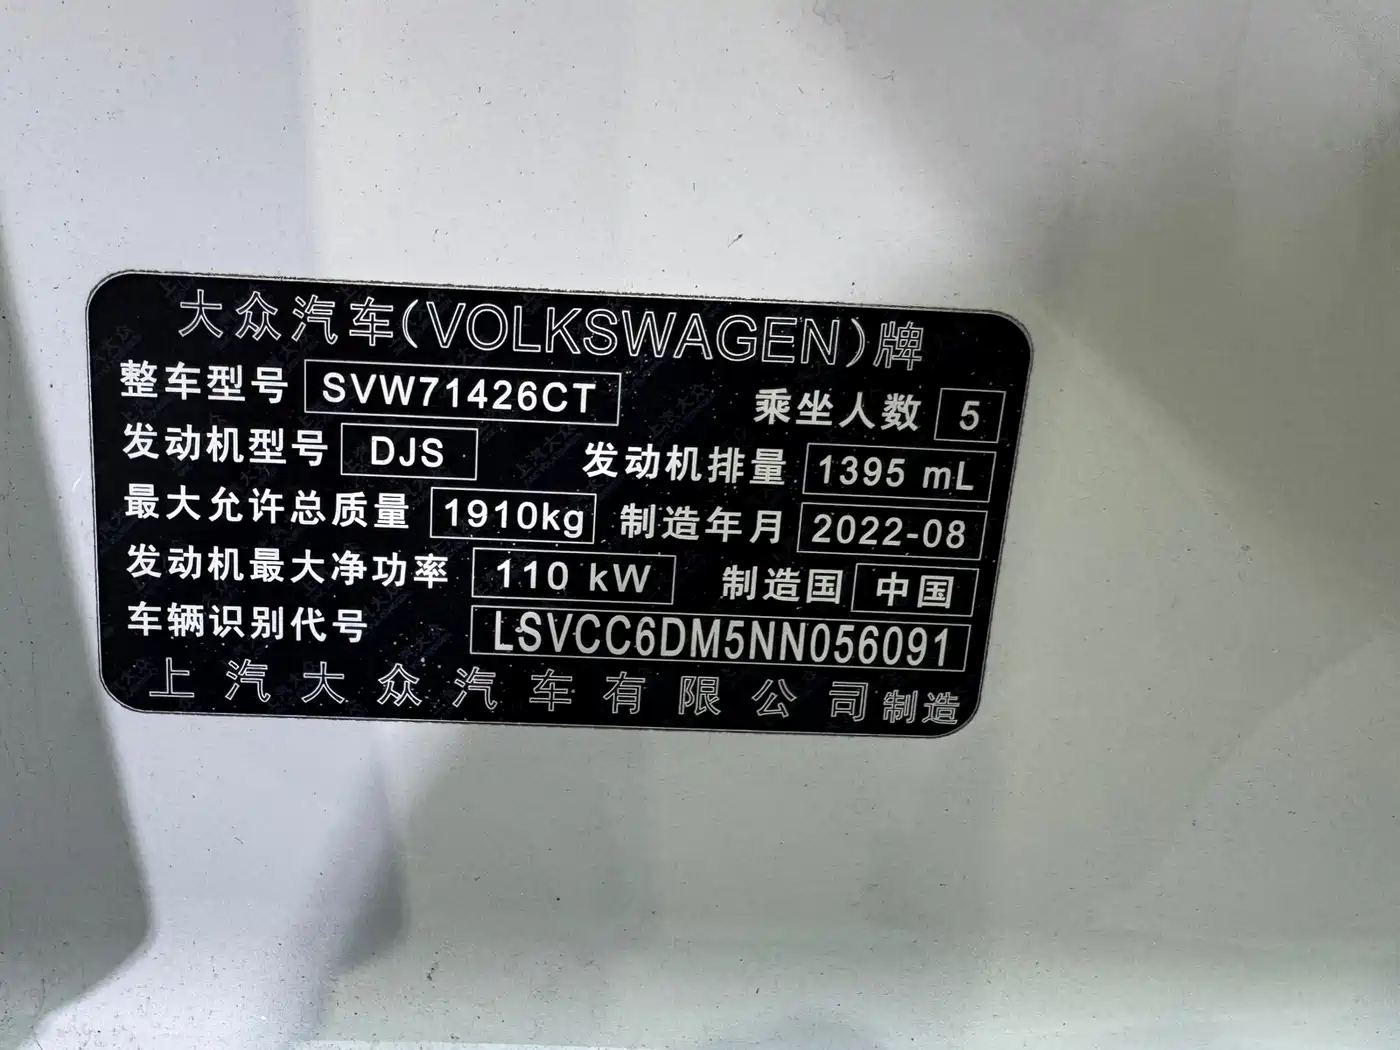 大众汽车(VOLKSWAGEN)牌
整车型号 SVW71426CT 乘坐人数 5
发动机型号 DJS 发动机排量 1395 mL
最大允许总质量 1910kg 制造年月 2022-08
发动机最大净功率 110 kW 制造国 中国
车辆识别代号 LSVCC6DM5NN056091
上汽大众汽车有限公司制造